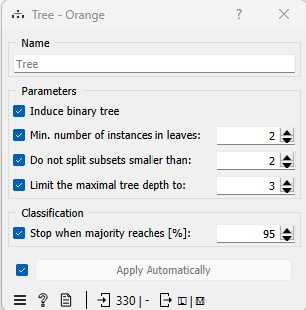 Tree - Orange
?
Name
Tree
Parameters
Induce binary tree
Min. number of instances in leaves: 2
Do not split subsets smaller than: 2
Limit the maximal tree depth to: 3
Classification
Stop when majority reaches [%]: 95
Apply Automatically
? 330 | - |